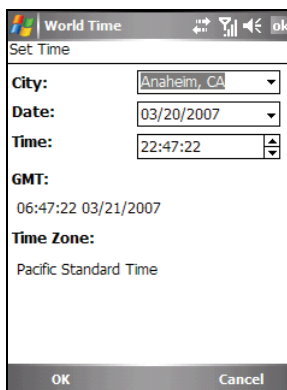 World Time ok
Set Time
City: Anaheim, CA
Date: 03/20/2007
Time: 22:47:22
GMT:
06:47:22 03/21/2007
Time Zone:
Pacific Standard Time
OK Cancel